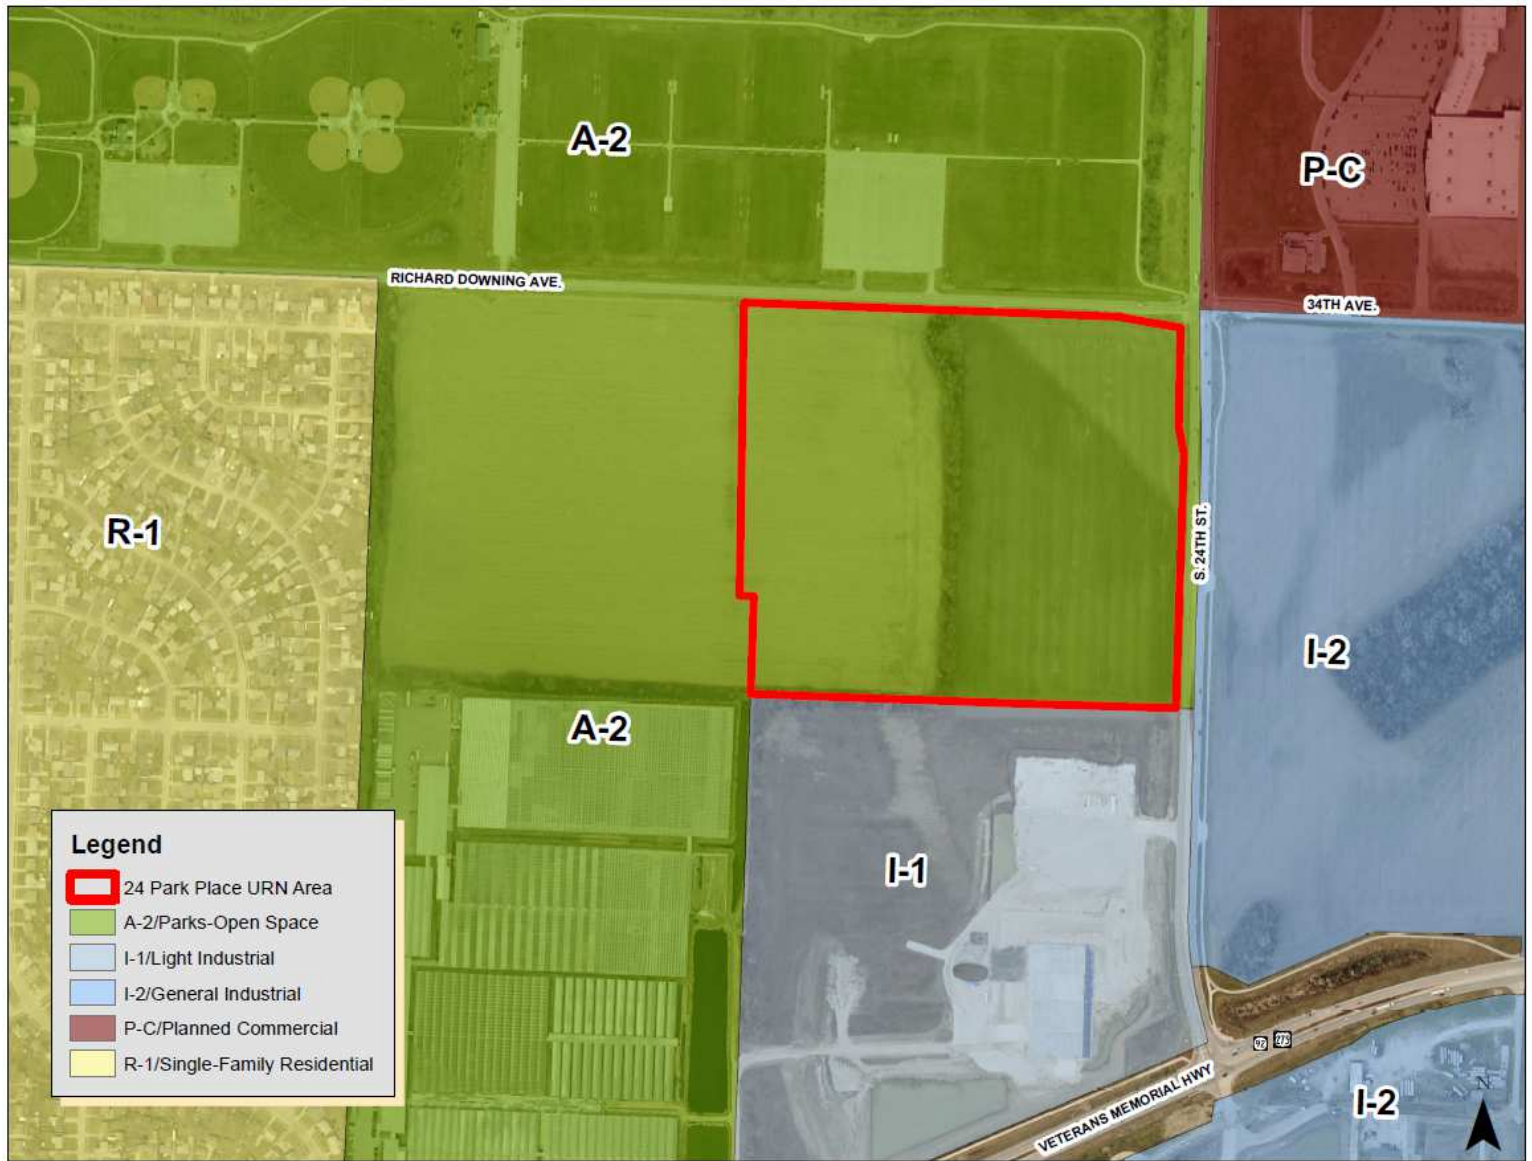 A-2
P-C
RICHARD DOWNING AVE.
34TH AVE.
R-1
S. 24TH ST.
I-2
A-2
I-1
Legend
24 Park Place URN Area
A-2/Parks-Open Space
I-1/Light Industrial
I-2/General Industrial
P-C/Planned Commercial
R-1/Single-Family Residential
92 275
VETERANS MEMORIAL HWY
I-2
N